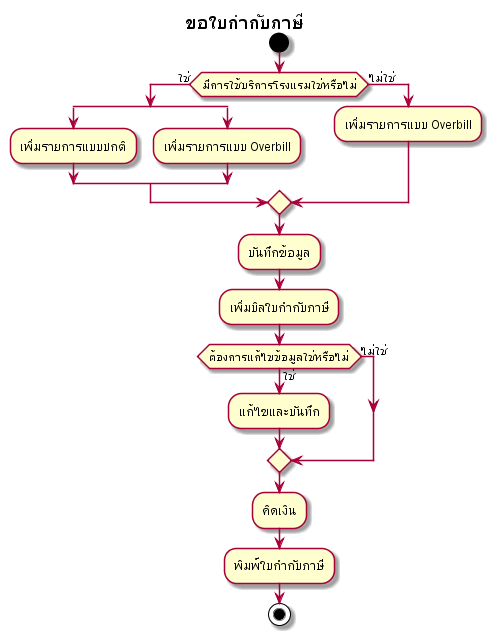 ขอใบกำกับภาษี
มีการใช้บริการโรงแรมใช่หรือไม่
ใช่
ไม่ใช่
เพิ่มรายการแบบปกติ
เพิ่มรายการแบบ Overbill
เพิ่มรายการแบบ Overbill
บันทึกข้อมูล
เพิ่มบิลใบกำกับภาษี
ต้องการแก้ไขข้อมูลใช่หรือไม่
ไม่ใช่
ใช่
แก้ไขและบันทึก
คิดเงิน
พิมพ์ใบกำกับภาษี